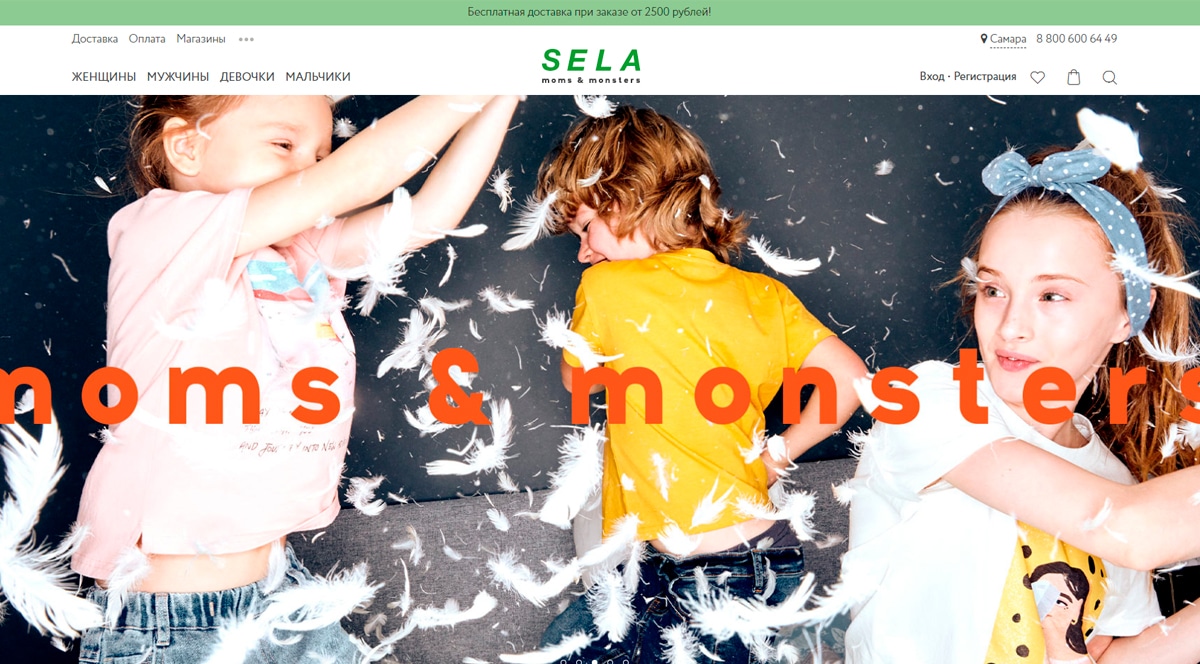 Бесплатная доставка при заказе от 2500 рублей!
Доставка Оплата Магазины
Самара 8 800 600 64 49
SELA
moms & monsters
ЖЕНЩИНЫ МУЖЧИНЫ ДЕВОЧКИ МАЛЬЧИКИ
Вход · Регистрация
moms & monsters